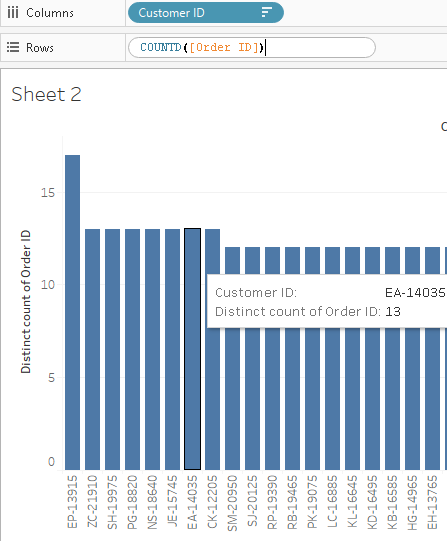 Columns
Customer ID
Rows
COUNTD([Order ID])
Sheet 2
C
Distinct count of Order ID
15
10
5
0
Customer ID: EA-14035
Distinct count of Order ID: 13
EP-13915
ZC-21910
SH-19975
PG-18820
NS-18640
JE-15745
EA-14035
CK-12205
SM-20950
SJ-20125
RP-19390
RB-19465
PK-19075
LC-16885
KL-16645
KD-16495
KB-16585
HG-14965
EH-13765